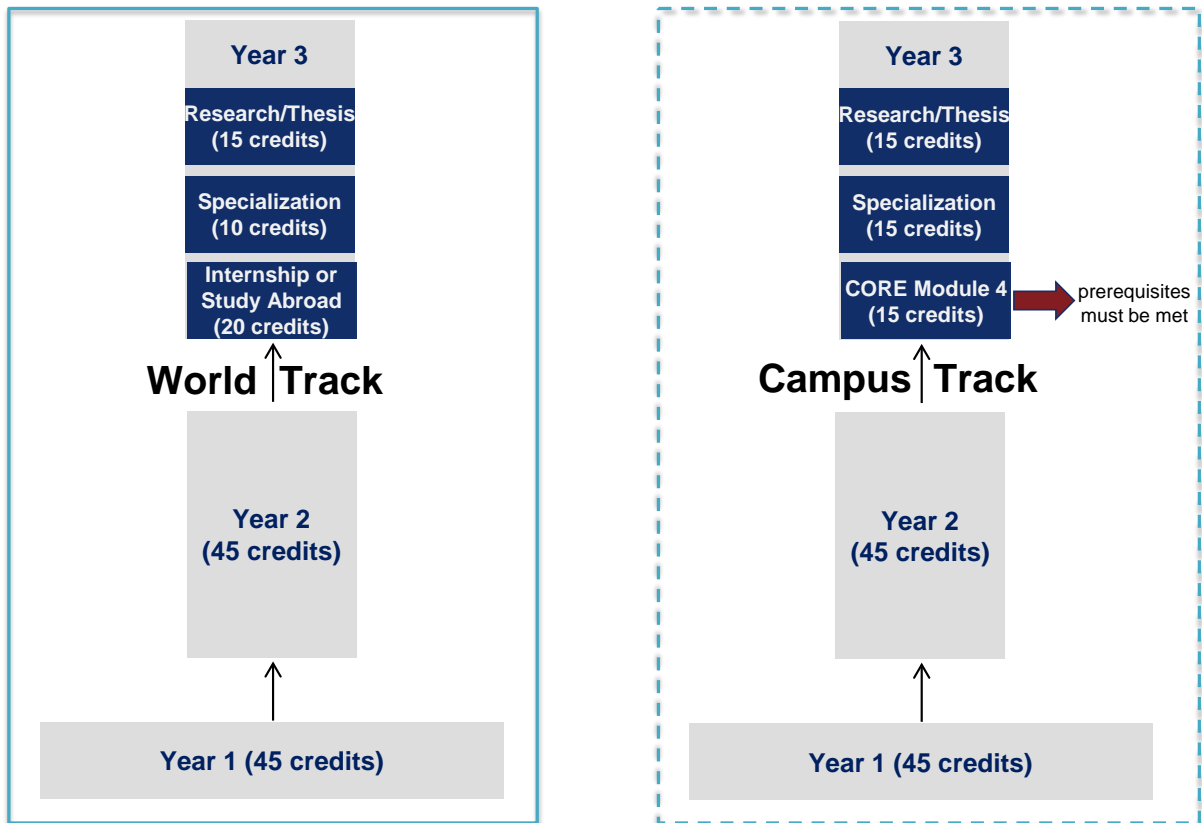 Year 3
Research/Thesis
(15 credits)
Specialization
(10 credits)
Internship or
Study Abroad
(20 credits)
World Track
Year 2
(45 credits)
Year 1 (45 credits)
Year 3
Research/Thesis
(15 credits)
Specialization
(15 credits)
CORE Module 4
(15 credits)
prerequisites
must be met
Campus Track
Year 2
(45 credits)
Year 1 (45 credits)